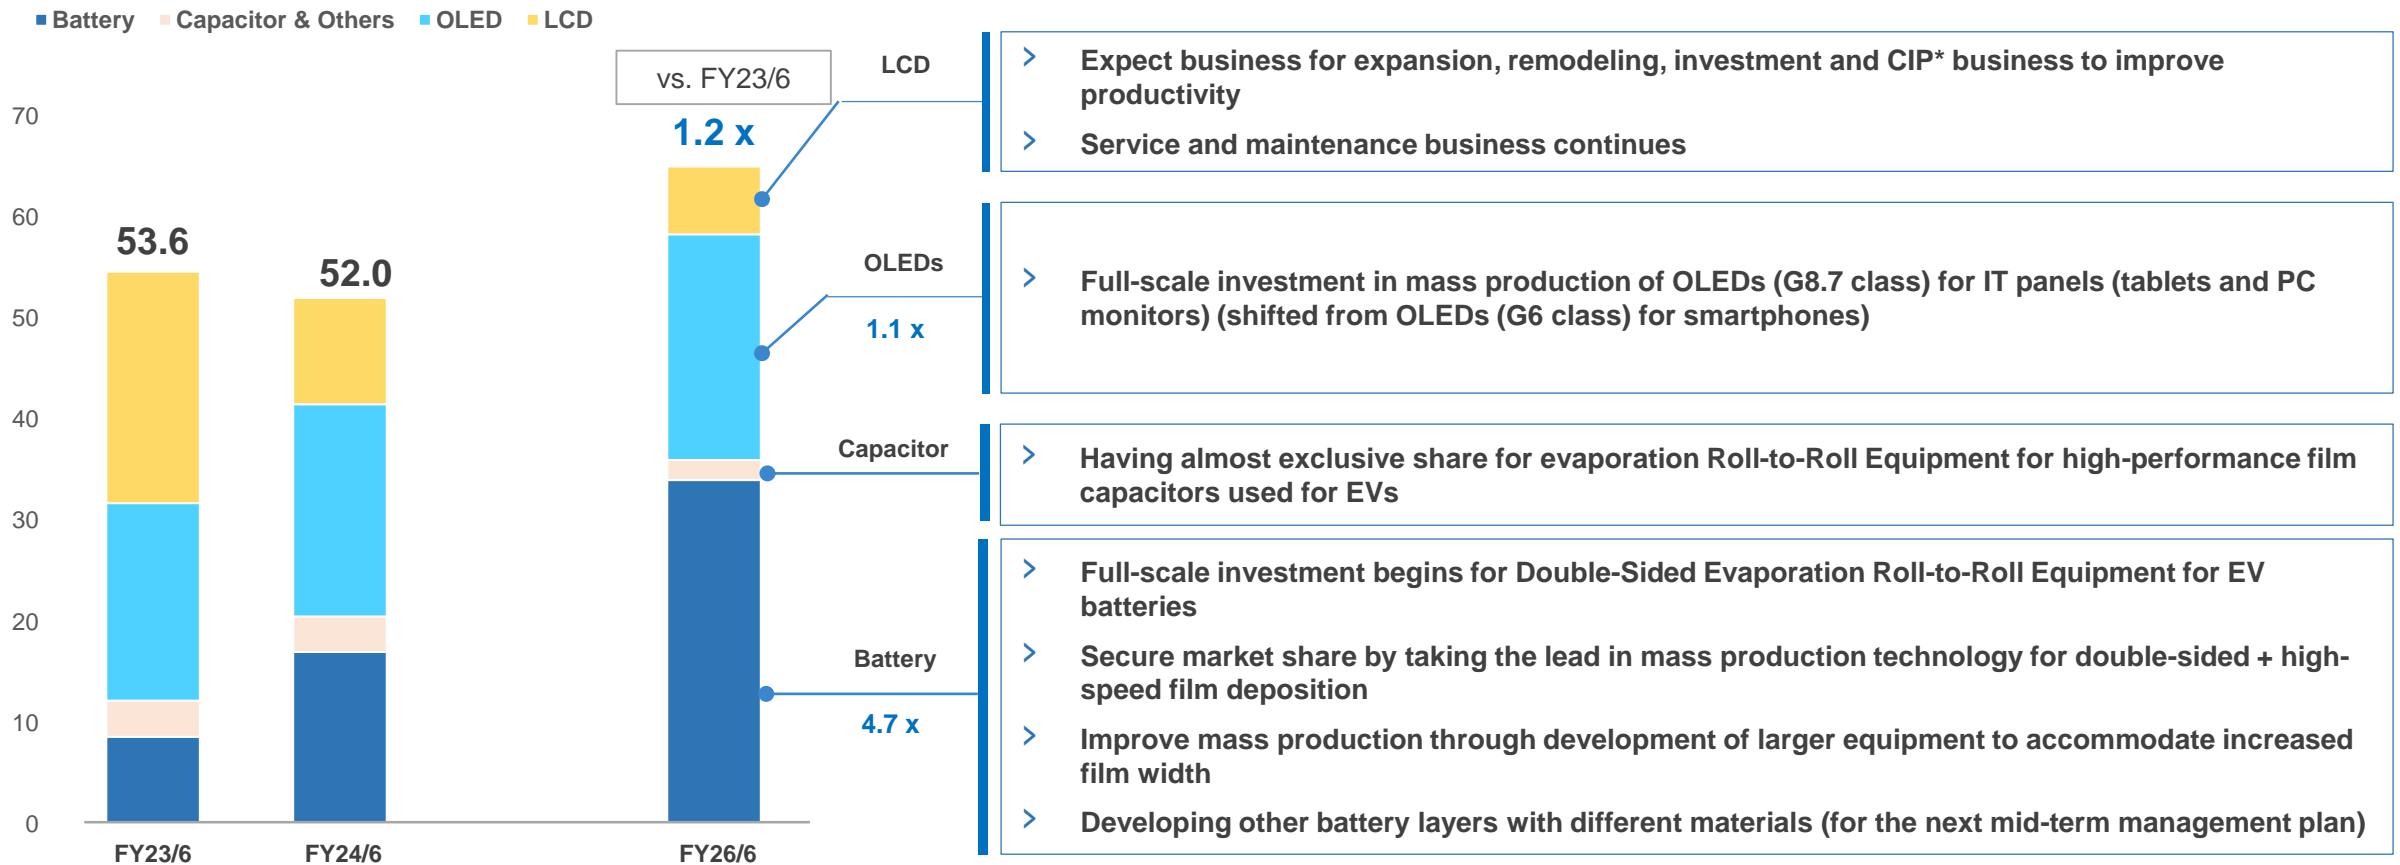 Battery Capacitor & Others OLED LCD
vs. FY23/6
1.2 x
70
60
50
40
30
20
10
0
53.6
52.0
FY23/6
FY24/6
FY26/6
LCD
> Expect business for expansion, remodeling, investment and CIP* business to improve
productivity
> Service and maintenance business continues
OLEDs
1.1 x
> Full-scale investment in mass production of OLEDs (G8.7 class) for IT panels (tablets and PC
monitors) (shifted from OLEDs (G6 class) for smartphones)
Capacitor
> Having almost exclusive share for evaporation Roll-to-Roll Equipment for high-performance film
capacitors used for EVs
Battery
4.7 x
> Full-scale investment begins for Double-Sided Evaporation Roll-to-Roll Equipment for EV
batteries
> Secure market share by taking the lead in mass production technology for double-sided + high-
speed film deposition
> Improve mass production through development of larger equipment to accommodate increased
film width
> Developing other battery layers with different materials (for the next mid-term management plan)